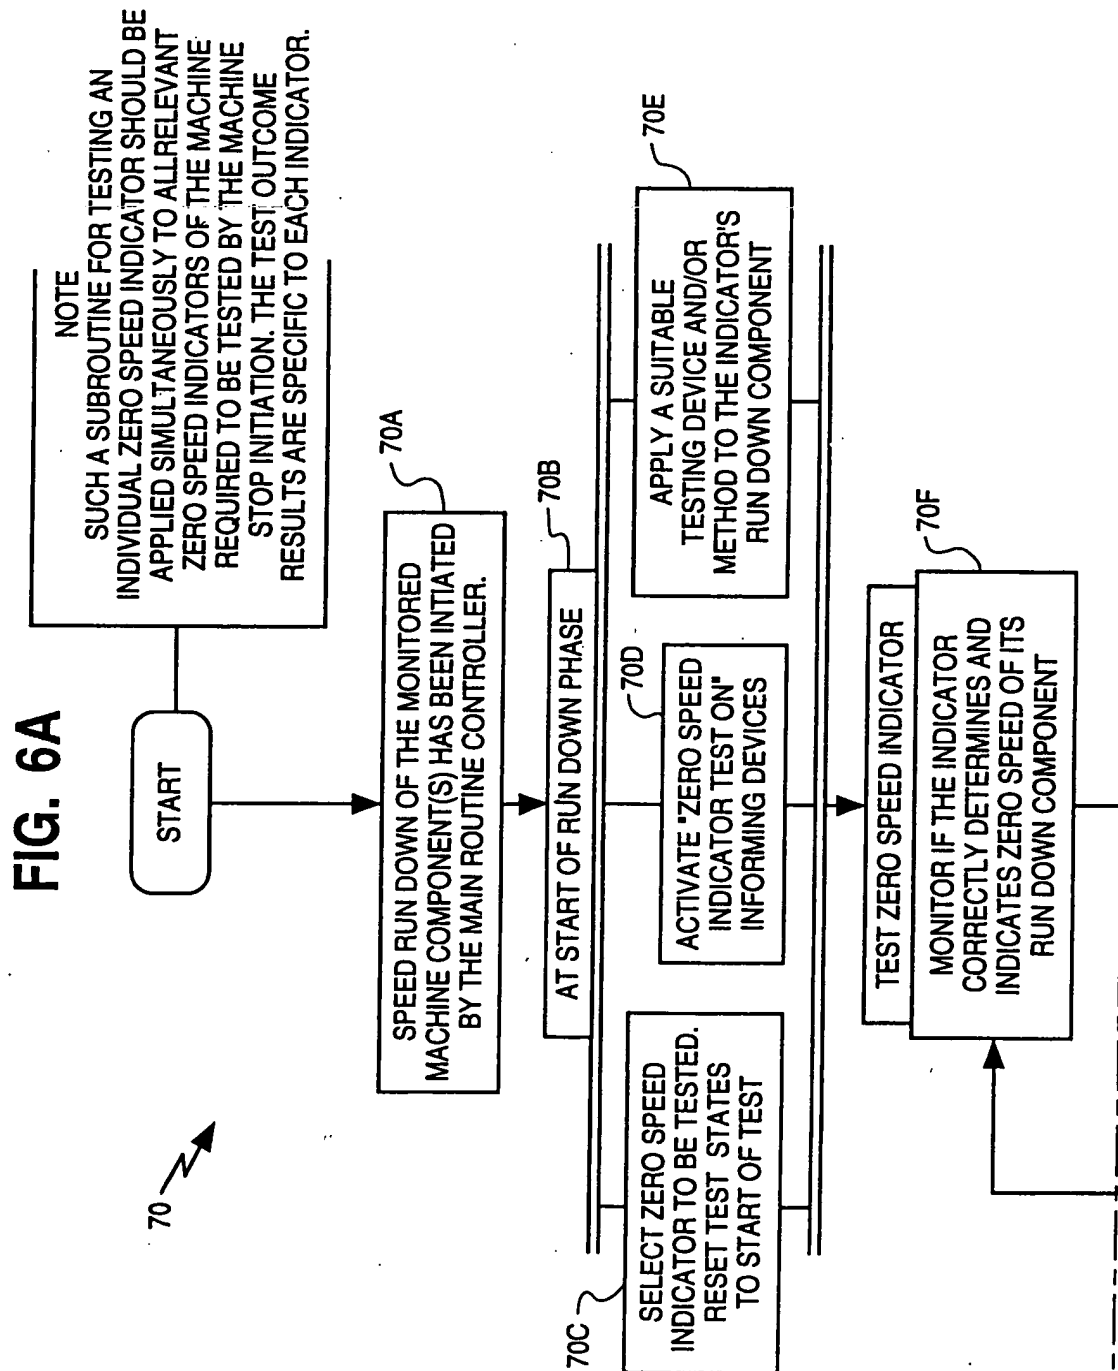 FIG. 6A
70
START
NOTE
SUCH A SUBROUTINE FOR TESTING AN
INDIVIDUAL ZERO SPEED INDICATOR SHOULD BE
APPLIED SIMULTANEOUSLY TO ALLRELEVANT
ZERO SPEED INDICATORS OF THE MACHINE
REQUIRED TO BE TESTED BY THE MACHINE
STOP INITIATION. THE TEST OUTCOME
RESULTS ARE SPECIFIC TO EACH INDICATOR.
70A
SPEED RUN DOWN OF THE MONITORED
MACHINE COMPONENT(S) HAS BEEN INTIATED
BY THE MAIN ROUTINE CONTROLLER.
70B
AT START OF RUN DOWN PHASE
70C
SELECT ZERO SPEED
INDICATOR TO BE TESTED.
RESET TEST STATES
TO START OF TEST
70D
ACTIVATE "ZERO SPEED
INDICATOR TEST ON"
INFORMING DEVICES
70E
APPLY A SUITABLE
TESTING DEVICE AND/OR
METHOD TO THE INDICATOR'S
RUN DOWN COMPONENT
70F
TEST ZERO SPEED INDICATOR
MONITOR IF THE INDICATOR
CORRECTLY DETERMINES AND
INDICATES ZERO SPEED OF ITS
RUN DOWN COMPONENT